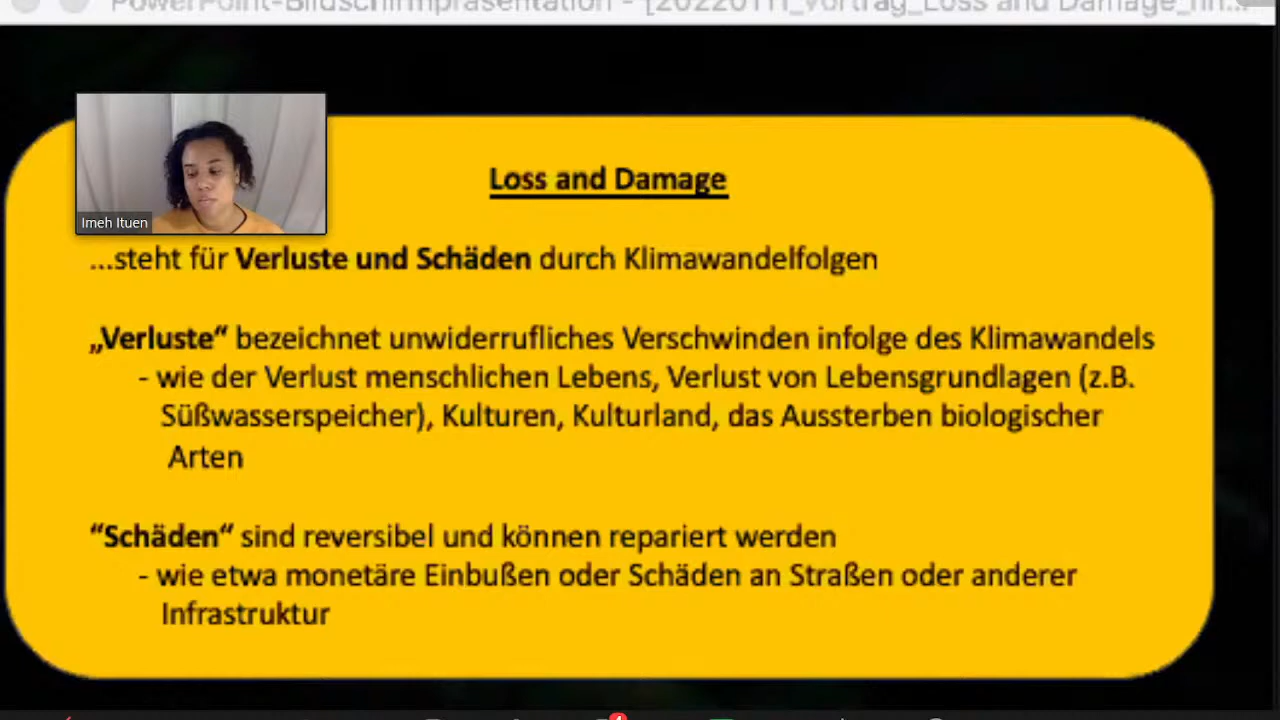 PowerPoint-Bildschirmpräsentation - [20220111_Vortrag_Loss and Damage_fin...
Imeh Ituen
Loss and Damage
...steht für Verluste und Schäden durch Klimawandelfolgen
„Verluste“ bezeichnet unwiderrufliches Verschwinden infolge des Klimawandels
- wie der Verlust menschlichen Lebens, Verlust von Lebensgrundlagen (z.B.
Süßwasserspeicher), Kulturen, Kulturland, das Aussterben biologischer
Arten
“Schäden“ sind reversibel und können repariert werden
- wie etwa monetäre Einbußen oder Schäden an Straßen oder anderer
Infrastruktur